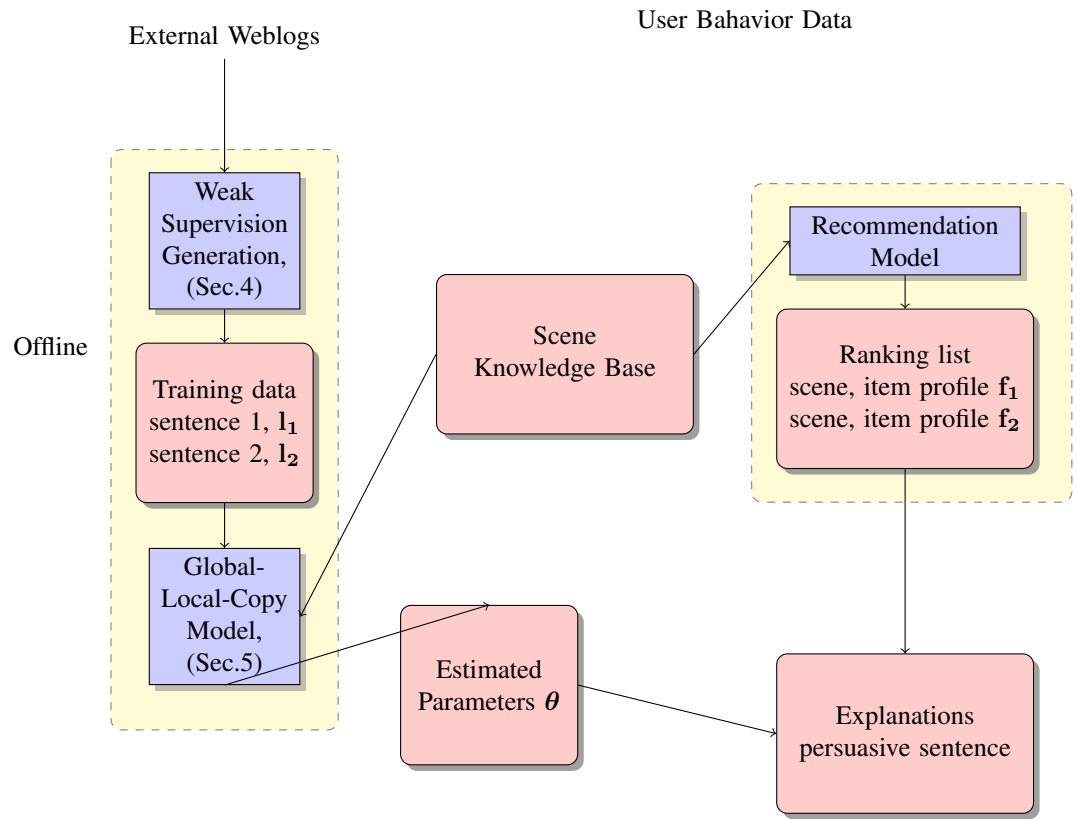 User Bahavior Data
External Weblogs
Weak
Supervision
Generation,
(Sec.4)
Offline
Training data
sentence 1, l₁
sentence 2, l₂
Global-
Local-Copy
Model,
(Sec.5)
Scene
Knowledge Base
Recommendation
Model
Ranking list
scene, item profile f₁
scene, item profile f₂
Estimated
Parameters θ
Explanations
persuasive sentence